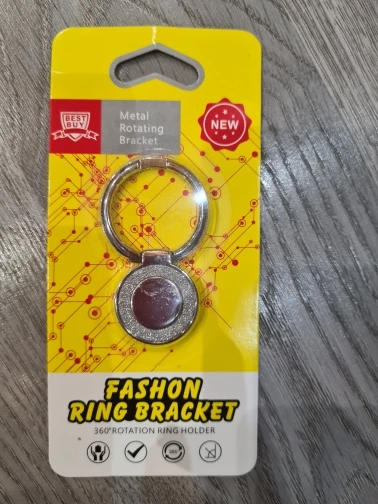 BEST
BUY
Metal
Rotating
Bracket
NEW
FASHON
RING BRACKET
360°ROTATION RING HOLDER